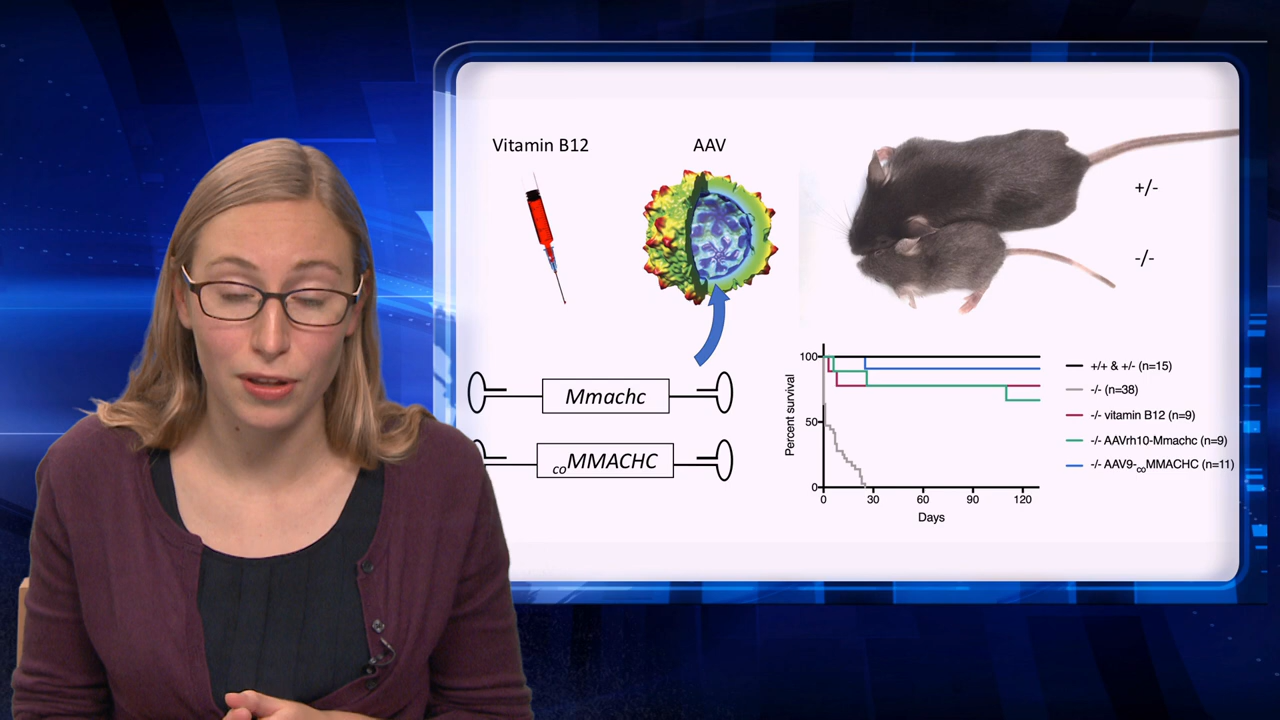 Vitamin B12
AAV
+/-
-/-
Mmachc
coMMACHC
100
50
0
Percent survival
0 30 60 90 120
Days
+/+ & +/- (n=15)
-/- (n=38)
-/- vitamin B12 (n=9)
-/- AAVrh10-Mmachc (n=9)
-/- AAV9-coMMACHC (n=11)